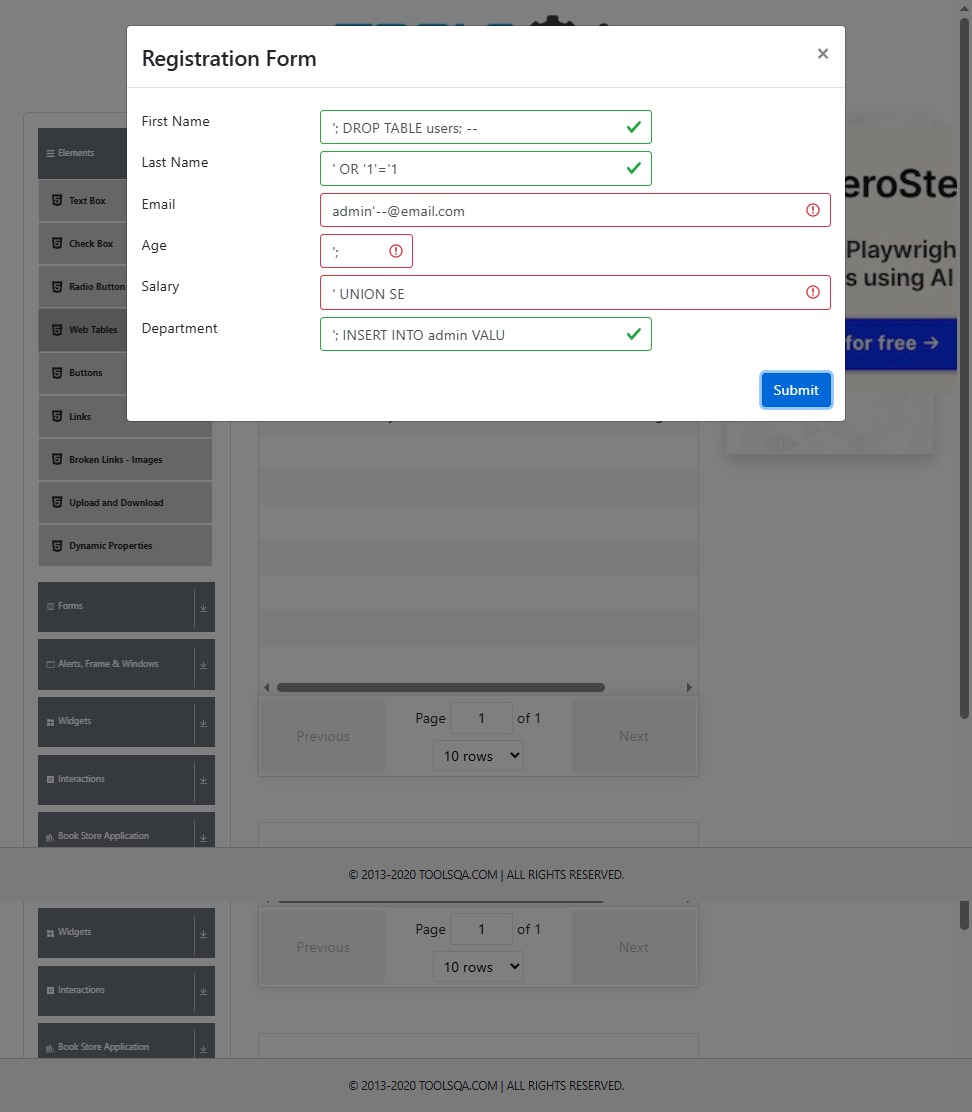 Registration Form
×
First Name
'; DROP TABLE users; --
Last Name
' OR '1'='1
Email
admin'--@email.com
Age
';
Salary
' UNION SE
Department
'; INSERT INTO admin VALU
Submit
Elements
Text Box
Check Box
Radio Button
Web Tables
Buttons
Links
Broken Links - Images
Upload and Download
Dynamic Properties
Forms
Alerts, Frame & Windows
Widgets
Interactions
Book Store Application
eroSte
Playwrigh
s using AI
for free →
Previous
Page 1 of 1
10 rows
Next
© 2013-2020 TOOLSQA.COM | ALL RIGHTS RESERVED.
Widgets
Interactions
Book Store Application
Previous
Page 1 of 1
10 rows
Next
© 2013-2020 TOOLSQA.COM | ALL RIGHTS RESERVED.